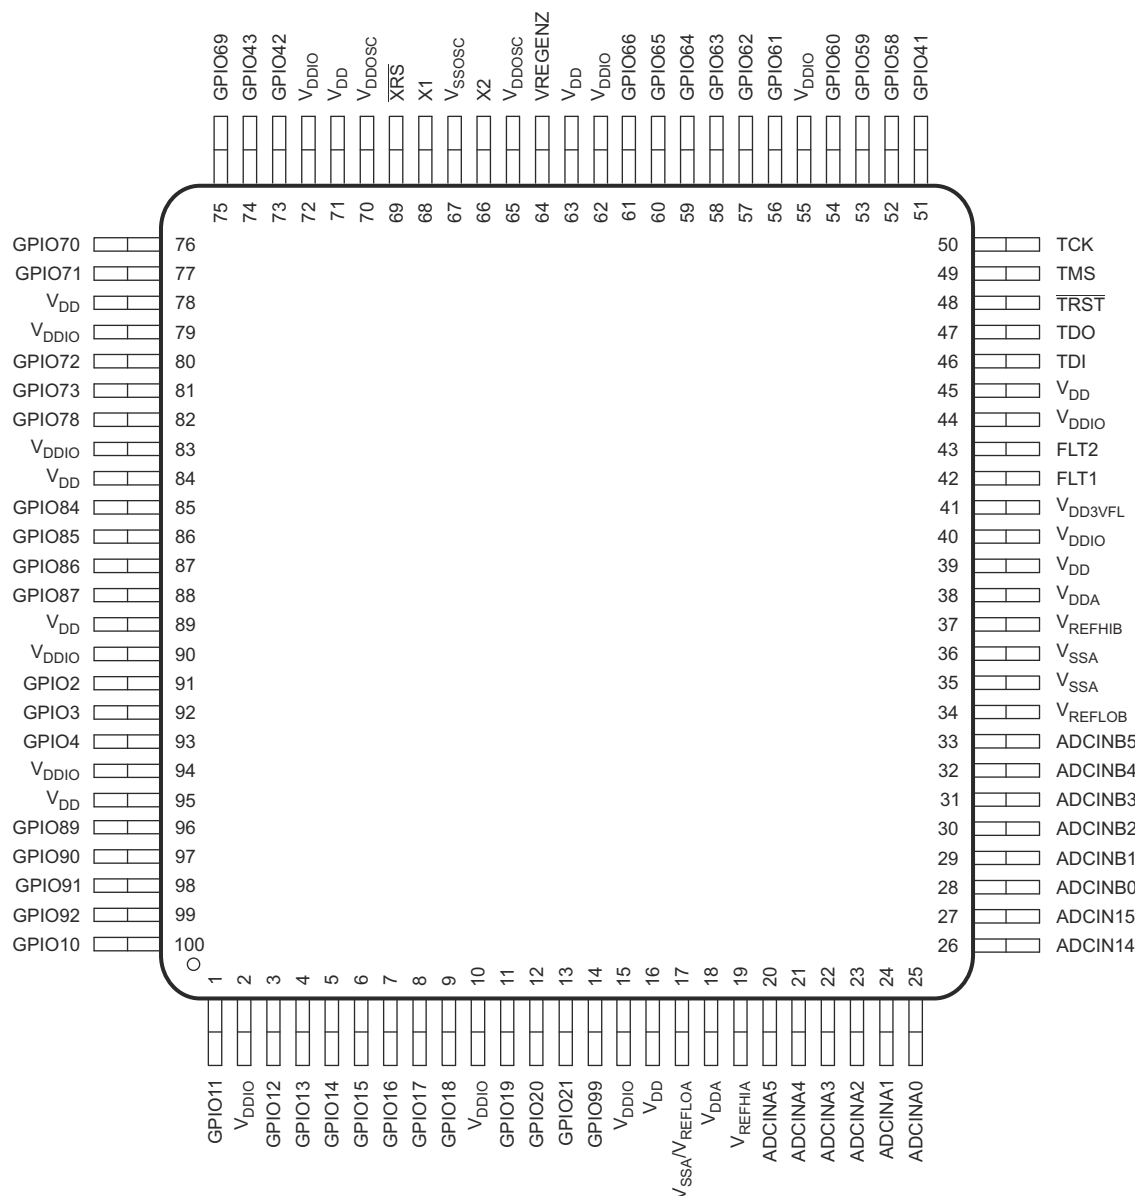 GPIO69 GPIO43 GPIO42 VDDIO VDD VDDOSC XRS X1 VSSOSC X2 VDDOSC VREGENZ VDD VDDIO GPIO66 GPIO65 GPIO64 GPIO63 GPIO62 GPIO61 VDDIO GPIO60 GPIO59 GPIO58 GPIO41
75 74 73 72 71 70 69 68 67 66 65 64 63 62 61 60 59 58 57 56 55 54 53 52 51
GPIO70 76 50 TCK
GPIO71 77 49 TMS
VDD 78 48 TRST
VDDIO 79 47 TDO
GPIO72 80 46 TDI
GPIO73 81 45 VDD
GPIO78 82 44 VDDIO
VDDIO 83 43 FLT2
VDD 84 42 FLT1
GPIO84 85 41 VDD3VFL
GPIO85 86 40 VDDIO
GPIO86 87 39 VDD
GPIO87 88 38 VDDA
VDD 89 37 VREFHIB
VDDIO 90 36 VSSA
GPIO2 91 35 VSSA
GPIO3 92 34 VREFLOB
GPIO4 93 33 ADCINB5
VDDIO 94 32 ADCINB4
VDD 95 31 ADCINB3
GPIO89 96 30 ADCINB2
GPIO90 97 29 ADCINB1
GPIO91 98 28 ADCINB0
GPIO92 99 27 ADCIN15
GPIO10 100 26 ADCIN14
1 2 3 4 5 6 7 8 9 10 11 12 13 14 15 16 17 18 19 20 21 22 23 24 25
GPIO11 VDDIO GPIO12 GPIO13 GPIO14 GPIO15 GPIO16 GPIO17 GPIO18 VDDIO GPIO19 GPIO20 GPIO21 GPIO99 VDDIO VDD VSSA/VREFLOA VDDA VREFHIA ADCINA5 ADCINA4 ADCINA3 ADCINA2 ADCINA1 ADCINA0